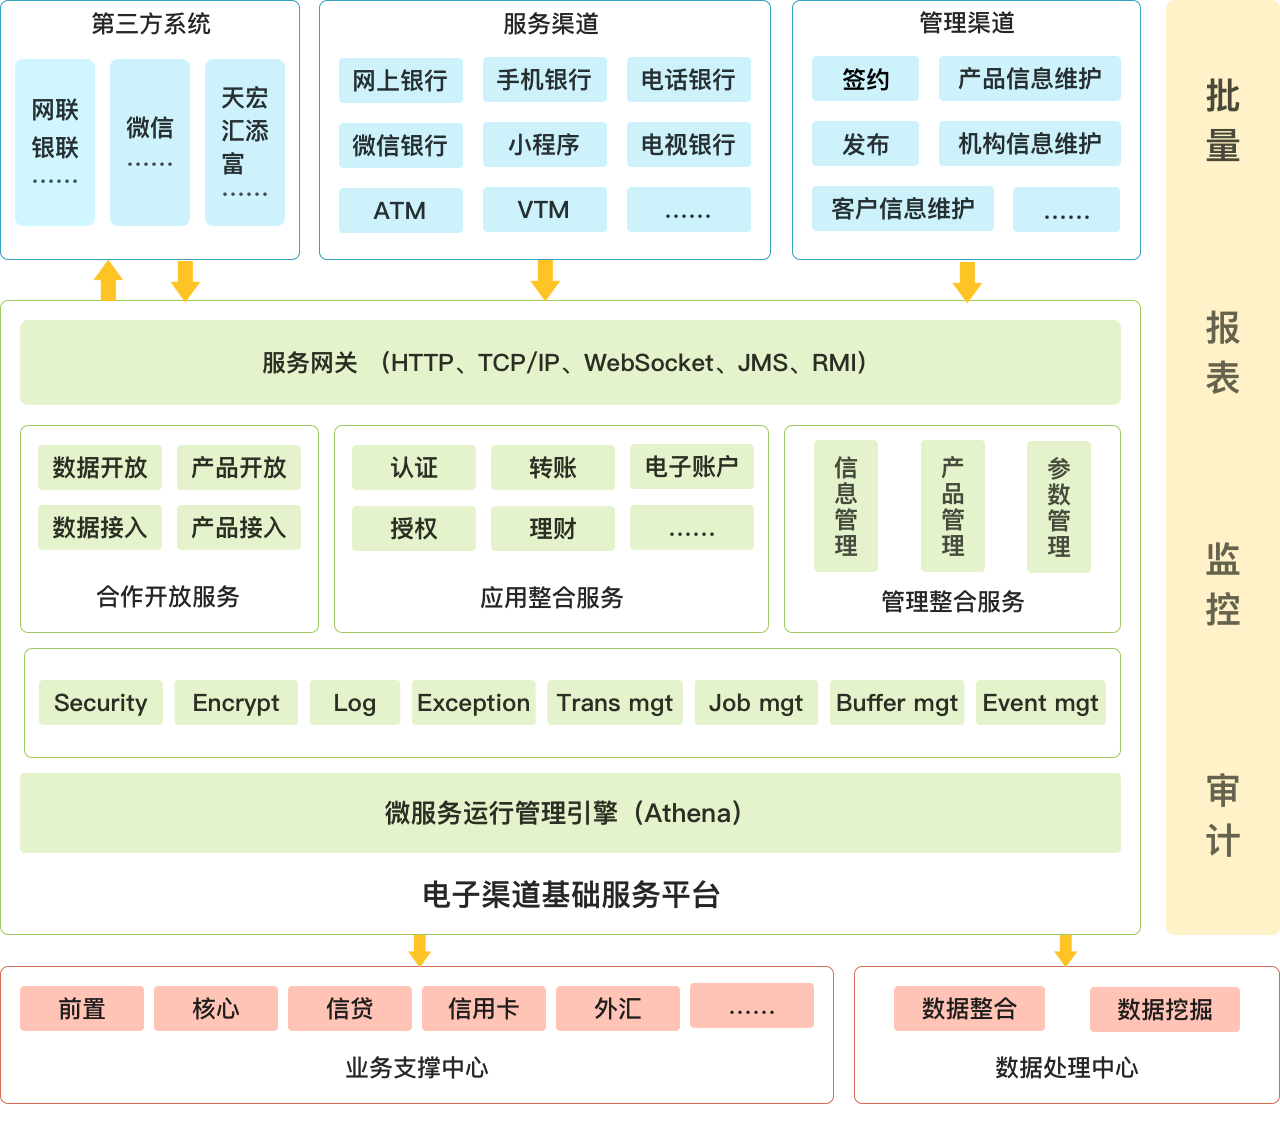 第三方系统
网联
银联
……
微信
……
天宏
汇添
富
……
服务渠道
网上银行
手机银行
电话银行
微信银行
小程序
电视银行
ATM
VTM
……
管理渠道
签约
产品信息维护
发布
机构信息维护
客户信息维护
……
批
量
报
表
监
控
审
计
服务网关 （HTTP、TCP/IP、WebSocket、JMS、RMI）
数据开放
产品开放
数据接入
产品接入
合作开放服务
认证
转账
电子账户
授权
理财
……
应用整合服务
信
息
管
理
产
品
管
理
参
数
管
理
管理整合服务
Security
Encrypt
Log
Exception
Trans mgt
Job mgt
Buffer mgt
Event mgt
微服务运行管理引擎（Athena）
电子渠道基础服务平台
前置
核心
信贷
信用卡
外汇
……
业务支撑中心
数据整合
数据挖掘
数据处理中心